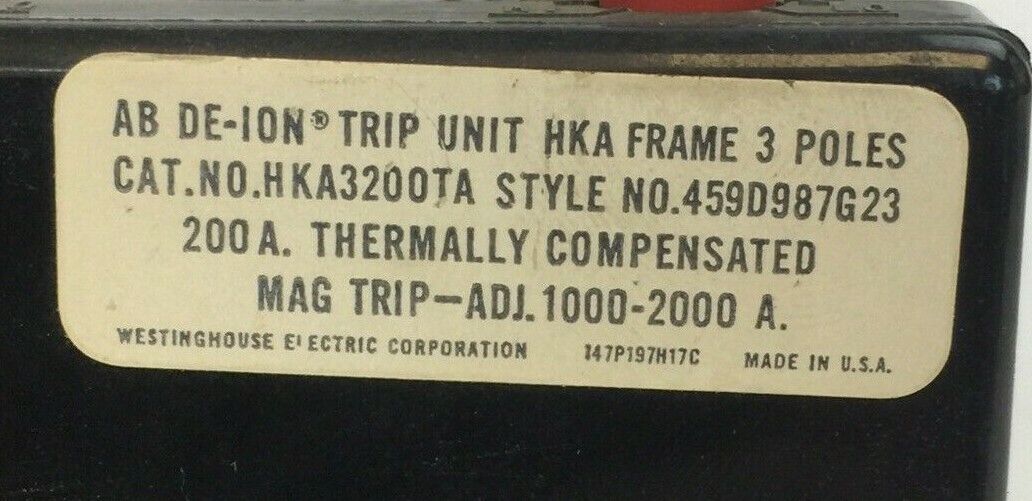 AB DE-ION® TRIP UNIT HKA FRAME 3 POLES
CAT.NO.HKA3200TA STYLE NO.459D987G23
200A. THERMALLY COMPENSATED
MAG TRIP-ADJ.1000-2000 A.
WESTINGHOUSE ELECTRIC CORPORATION 147P197H17C MADE IN U.S.A.